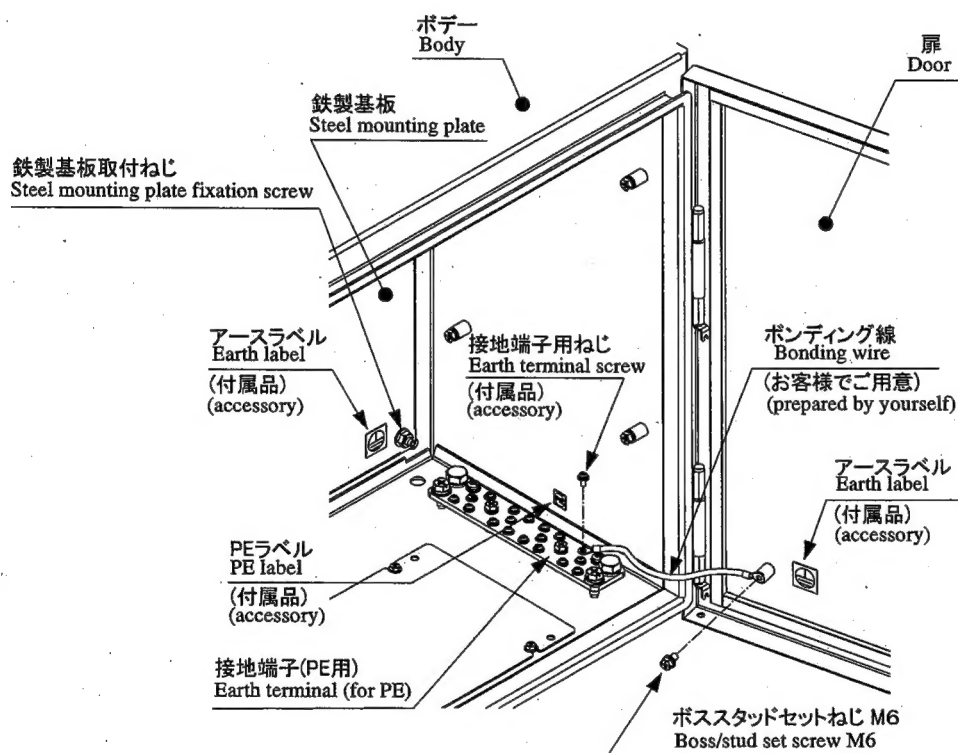 ボデー
Body
扉
Door
鉄製基板
Steel mounting plate
鉄製基板取付ねじ
Steel mounting plate fixation screw
アースラベル
Earth label
(付属品)
(accessory)
接地端子用ねじ
Earth terminal screw
(付属品)
(accessory)
ボンディング線
Bonding wire
(お客様でご用意)
(prepared by yourself)
アースラベル
Earth label
(付属品)
(accessory)
PEラベル
PE label
(付属品)
(accessory)
接地端子(PE用)
Earth terminal (for PE)
ボススタッドセットねじ M6
Boss/stud set screw M6